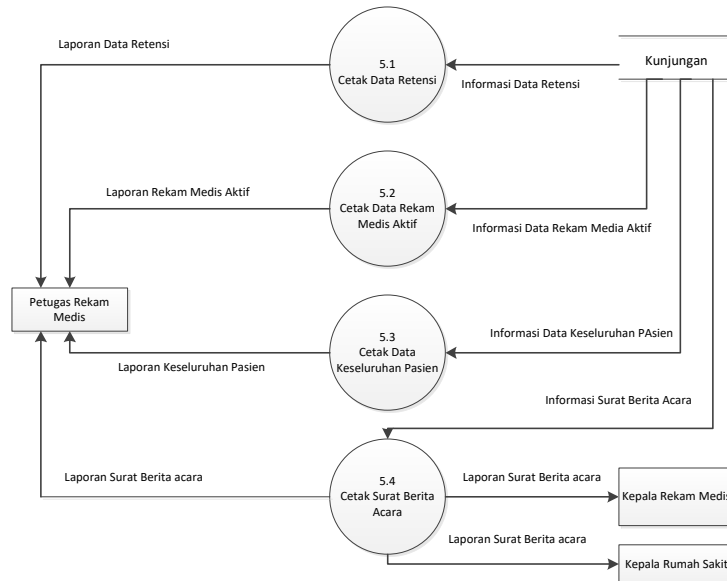 Laporan Data Retensi
5.1
Cetak Data Retensi
Kunjungan
Informasi Data Retensi
Laporan Rekam Medis Aktif
5.2
Cetak Data Rekam
Medis Aktif
Informasi Data Rekam Media Aktif
Petugas Rekam
Medis
Laporan Keseluruhan Pasien
5.3
Cetak Data
Keseluruhan Pasien
Informasi Data Keseluruhan PAsien
Informasi Surat Berita Acara
Laporan Surat Berita acara
5.4
Cetak Surat Berita
Acara
Laporan Surat Berita acara
Kepala Rekam Medis
Laporan Surat Berita acara
Kepala Rumah Sakit